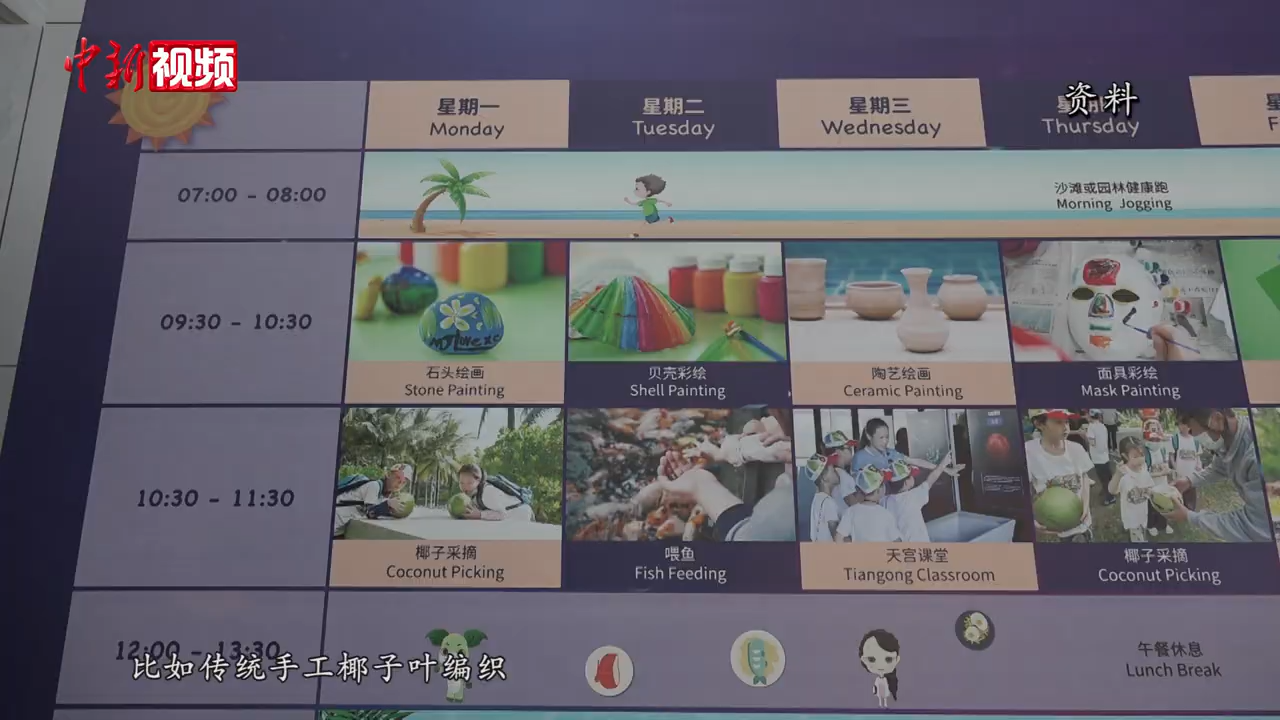 中新视频
资料
星期一
Monday
星期二
Tuesday
星期三
Wednesday
Thursday
07:00 - 08:00
沙滩或园林健康跑
Morning Jogging
09:30 - 10:30
石头绘画
Stone Painting
贝壳彩绘
Shell Painting
陶艺绘画
Ceramic Painting
面具彩绘
Mask Painting
10:30 - 11:30
椰子采摘
Coconut Picking
喂鱼
Fish Feeding
天宫课堂
Tiangong Classroom
椰子采摘
Coconut Picking
12:00 - 13:30
午餐休息
Lunch Break
比如传统手工椰子叶编织